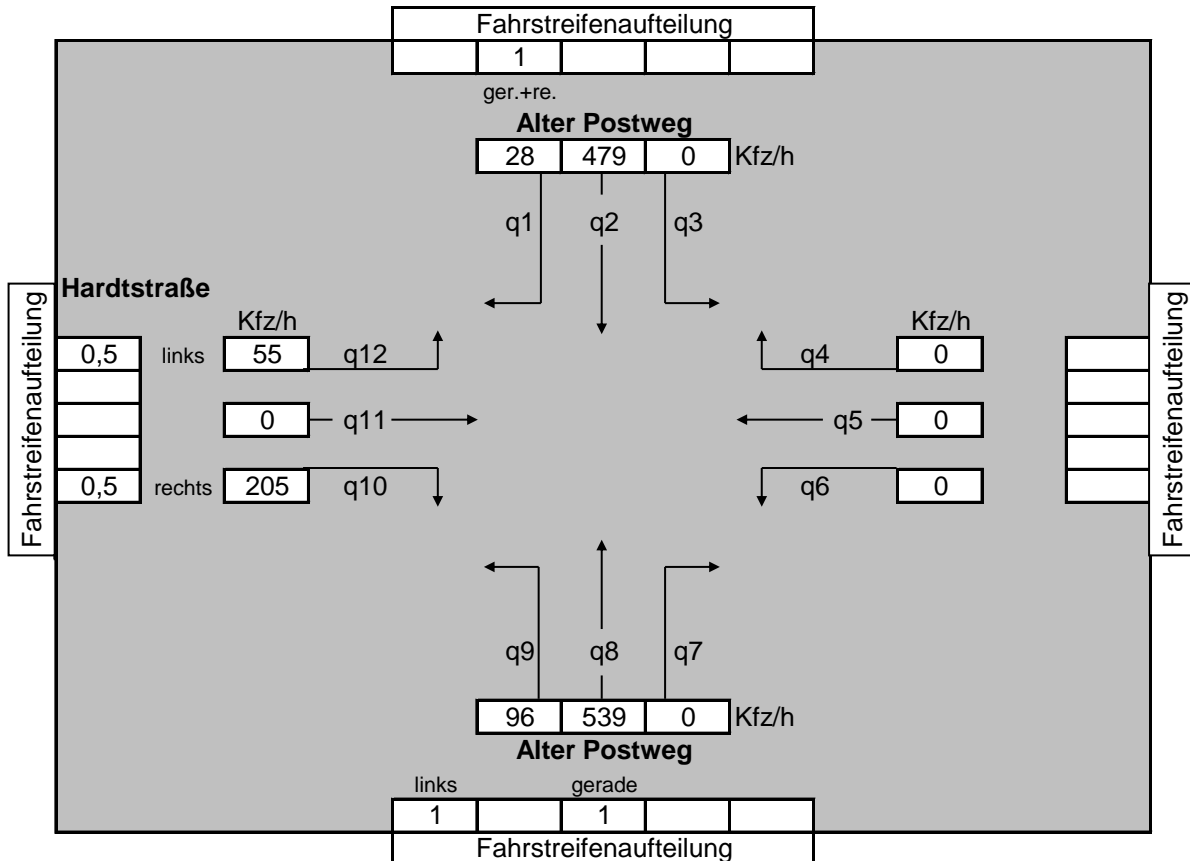 Fahrstreifenaufteilung
1
ger.+re.
Alter Postweg
28 479 0 Kfz/h
q1 q2 q3
Hardtstraße
Fahrstreifenaufteilung
Kfz/h
0,5 links 55 q12
0 q11
0,5 rechts 205 q10
Kfz/h
q4 0
q5 0
q6 0
Fahrstreifenaufteilung
q9 q8 q7
96 539 0 Kfz/h
Alter Postweg
links gerade
1 1
Fahrstreifenaufteilung